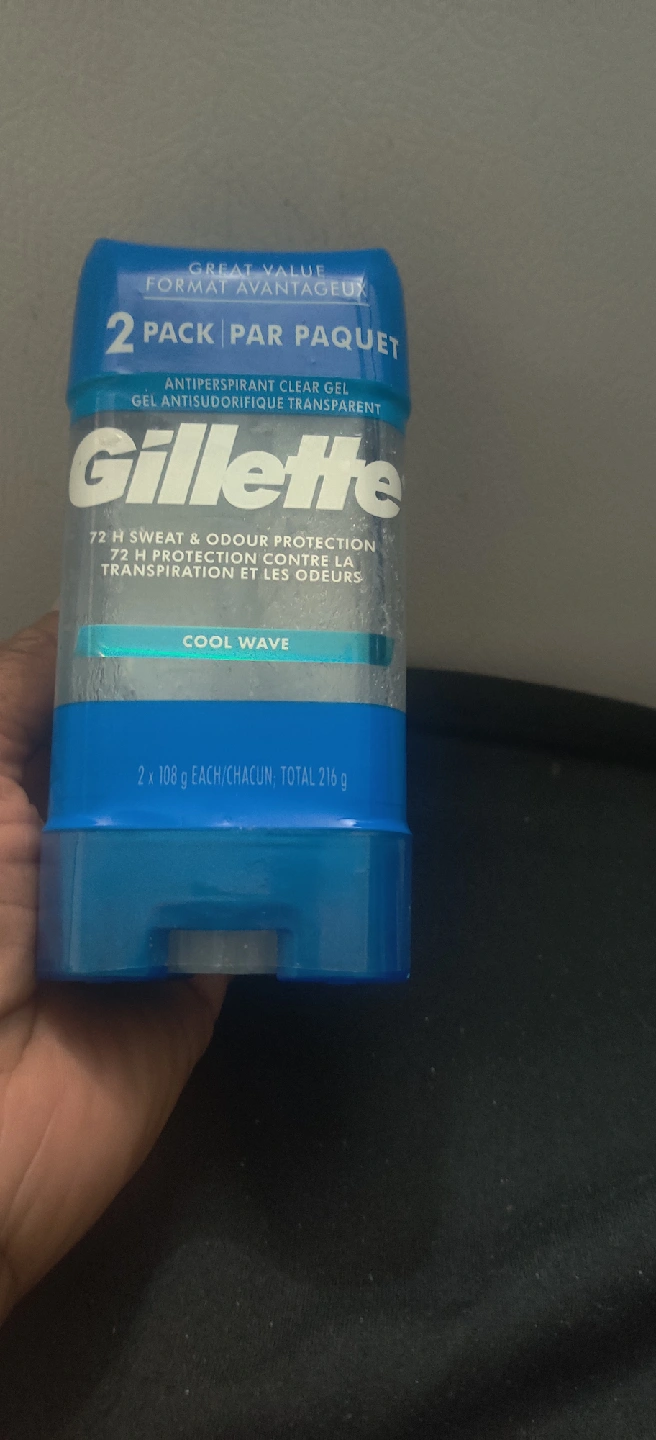 GREAT VALUE
FORMAT AVANTAGEUX
2 PACK | PAR PAQUET
ANTIPERSPIRANT CLEAR GEL
GEL ANTISUDORIFIQUE TRANSPARENT
Gillette
72 H SWEAT & ODOUR PROTECTION
72 H PROTECTION CONTRE LA
TRANSPIRATION ET LES ODEURS
COOL WAVE
2 x 108 g EACH/CHACUN; TOTAL 216 g